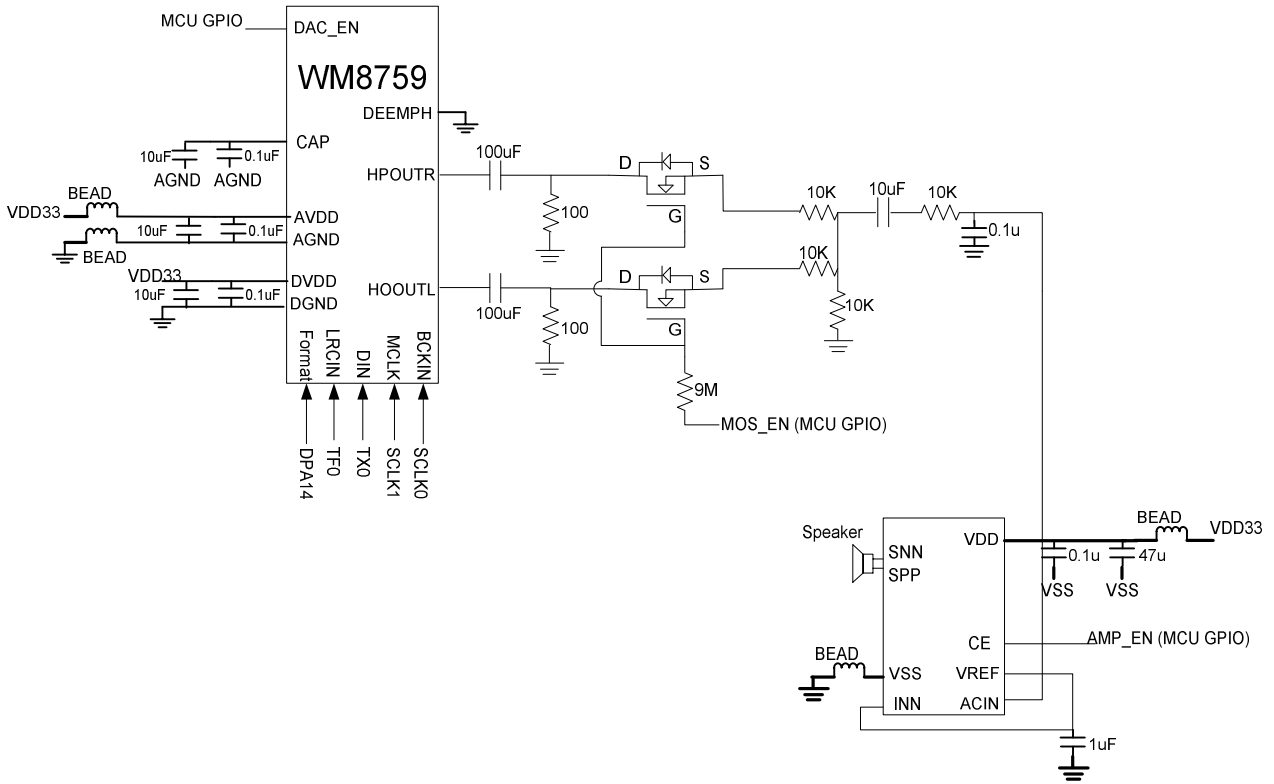 MCU GPIO
DAC_EN
WM8759
DEEMPH
CAP
10uF
0.1uF
AGND
AGND
HPOUTR
100uF
D
S
G
100
10K
10uF
10K
0.1u
BEAD
VDD33
AVDD
10uF
0.1uF
AGND
BEAD
VDD33
DVDD
10uF
0.1uF
DGND
HOOUTL
100uF
D
S
G
100
10K
10K
9M
MOS_EN (MCU GPIO)
Format
LRCIN
DIN
MCLK
BCKIN
DPA14
TF0
TX0
SCLK1
SCLK0
Speaker
SNN
SPP
VDD
BEAD
VDD33
0.1u
47u
VSS
VSS
CE
AMP_EN (MCU GPIO)
BEAD
VSS
VREF
INN
ACIN
1uF